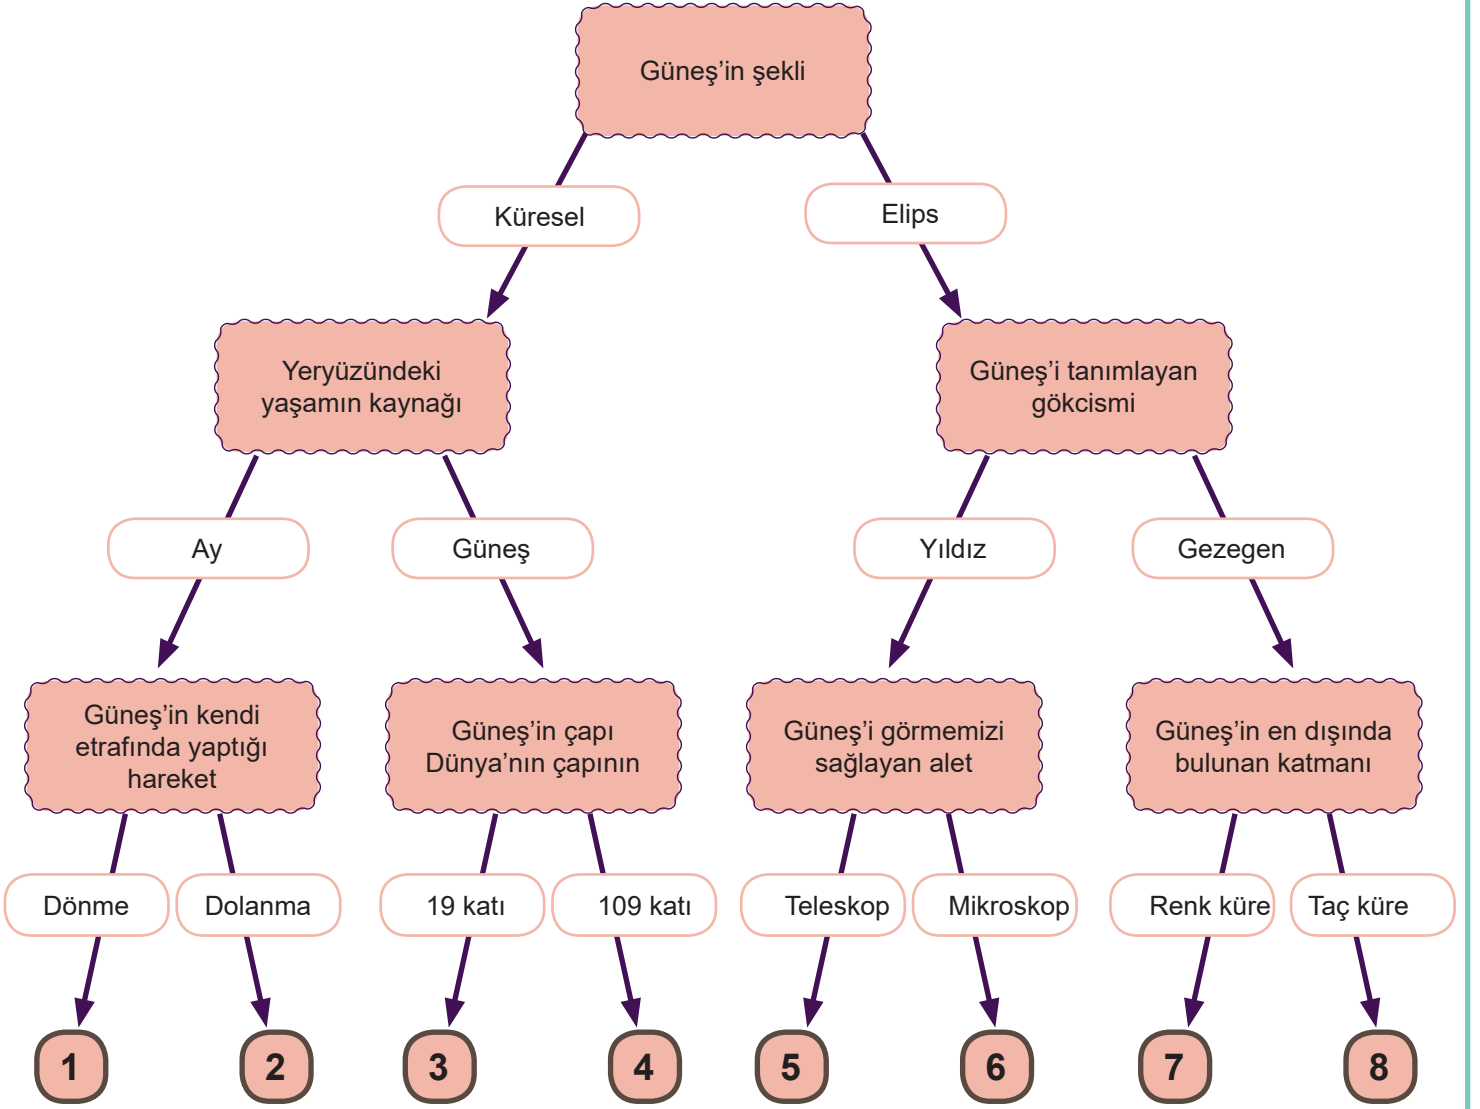 Güneş’in şekli
Küresel
Elips
Yeryüzündeki
yaşamın kaynağı
Güneş’i tanımlayan
gökcismi
Ay
Güneş
Yıldız
Gezegen
Güneş’in kendi
etrafında yaptığı
hareket
Güneş’in çapı
Dünya’nın çapının
Güneş’i görmemizi
sağlayan alet
Güneş’in en dışında
bulunan katmanı
Dönme
Dolanma
19 katı
109 katı
Teleskop
Mikroskop
Renk küre
Taç küre
1
2
3
4
5
6
7
8